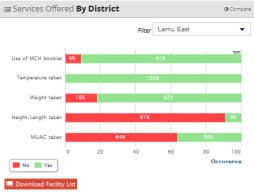 Services Offered By District
Compare
Filter Lamu East
Use of MCH booklet 9% 91%
Temperature taken 100%
Weight taken 18% 82%
Height/Length taken 91% 9%
MUAC taken 64% 36%
0 20 40 60 80 100
Occurence
No Yes
Download Facility List